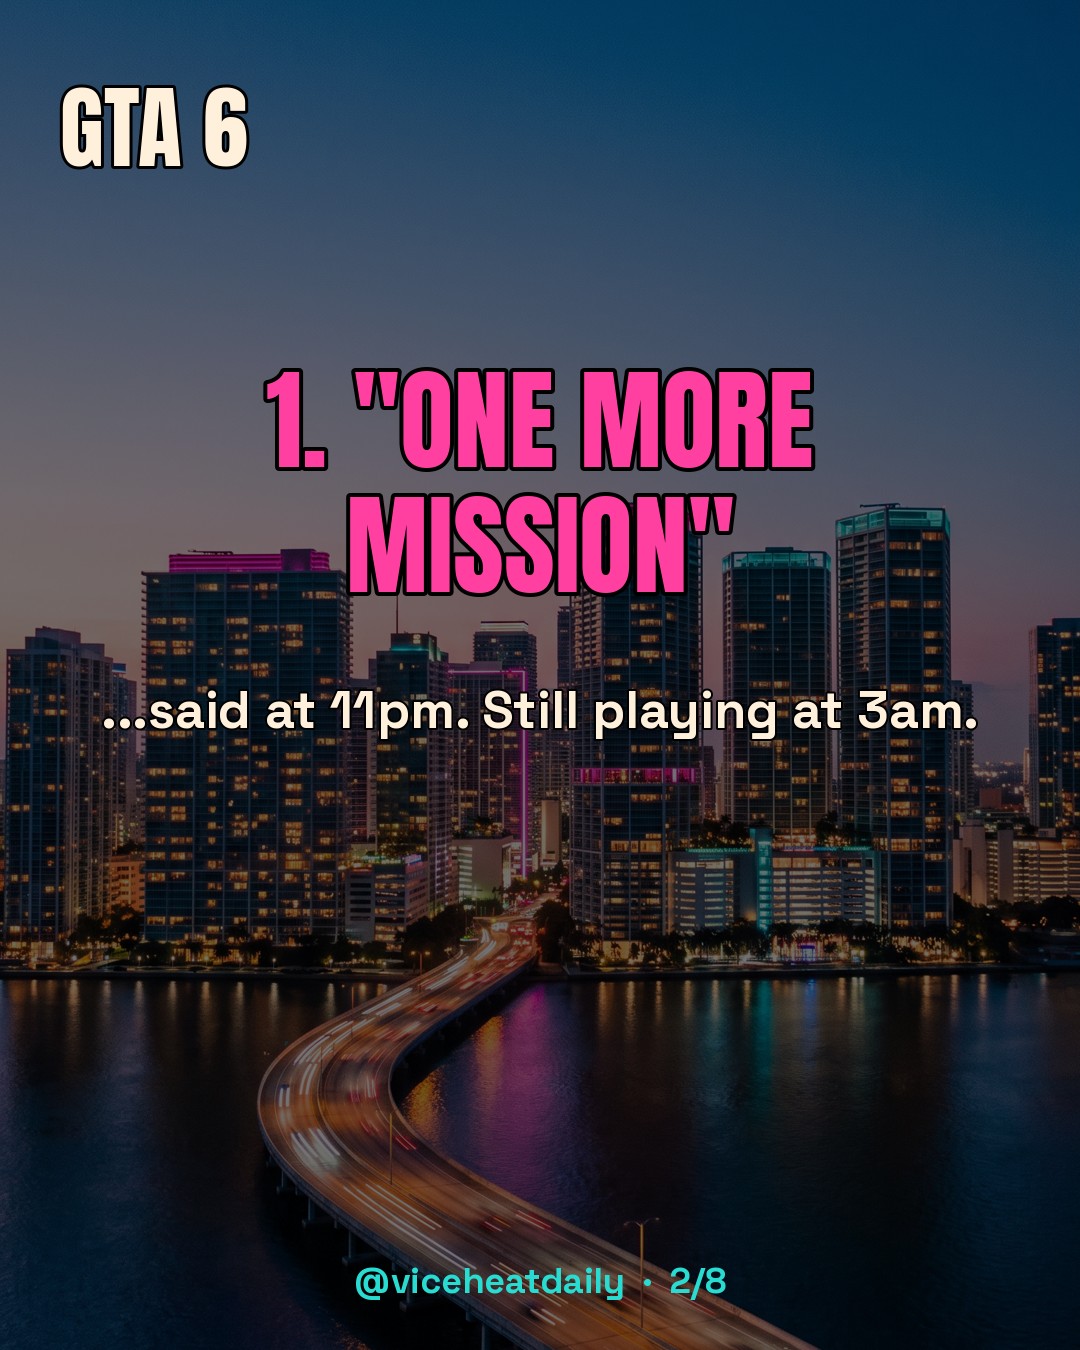 GTA 6
1. "ONE MORE
MISSION"
...said at 11pm. Still playing at 3am.
@viceheatdaily · 2/8